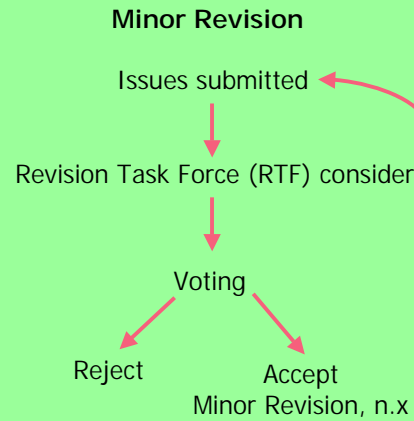 Minor Revision
Issues submitted
Revision Task Force (RTF) consider
Voting
Reject
Accept
Minor Revision, n.x